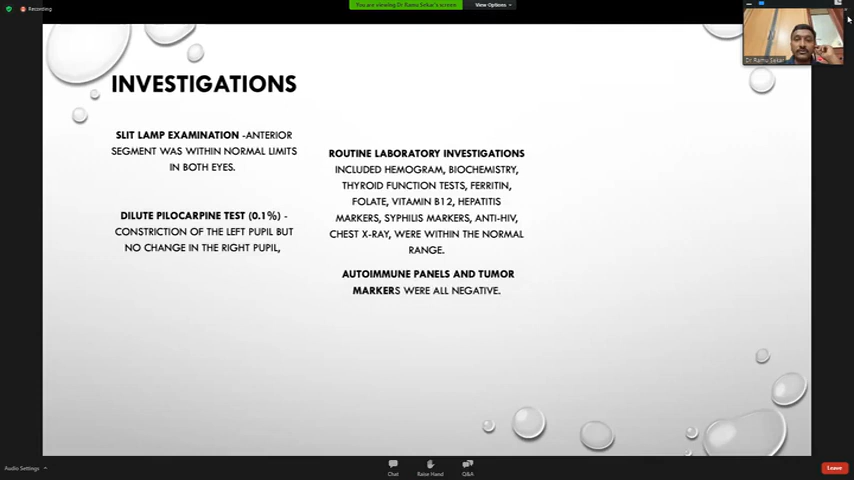 Recording
You are viewing Dr Ramu Sekar's screen
View Options
Dr Ramu Sekar
INVESTIGATIONS
SLIT LAMP EXAMINATION -ANTERIOR
SEGMENT WAS WITHIN NORMAL LIMITS
IN BOTH EYES.
DILUTE PILOCARPINE TEST (0.1%) -
CONSTRICTION OF THE LEFT PUPIL BUT
NO CHANGE IN THE RIGHT PUPIL,
ROUTINE LABORATORY INVESTIGATIONS
INCLUDED HEMOGRAM, BIOCHEMISTRY,
THYROID FUNCTION TESTS, FERRITIN,
FOLATE, VITAMIN B12, HEPATITIS
MARKERS, SYPHILIS MARKERS, ANTI-HIV,
CHEST X-RAY, WERE WITHIN THE NORMAL
RANGE.
AUTOIMMUNE PANELS AND TUMOR
MARKERS WERE ALL NEGATIVE.
Audio Settings
Chat
Raise Hand
Q&A
Leave